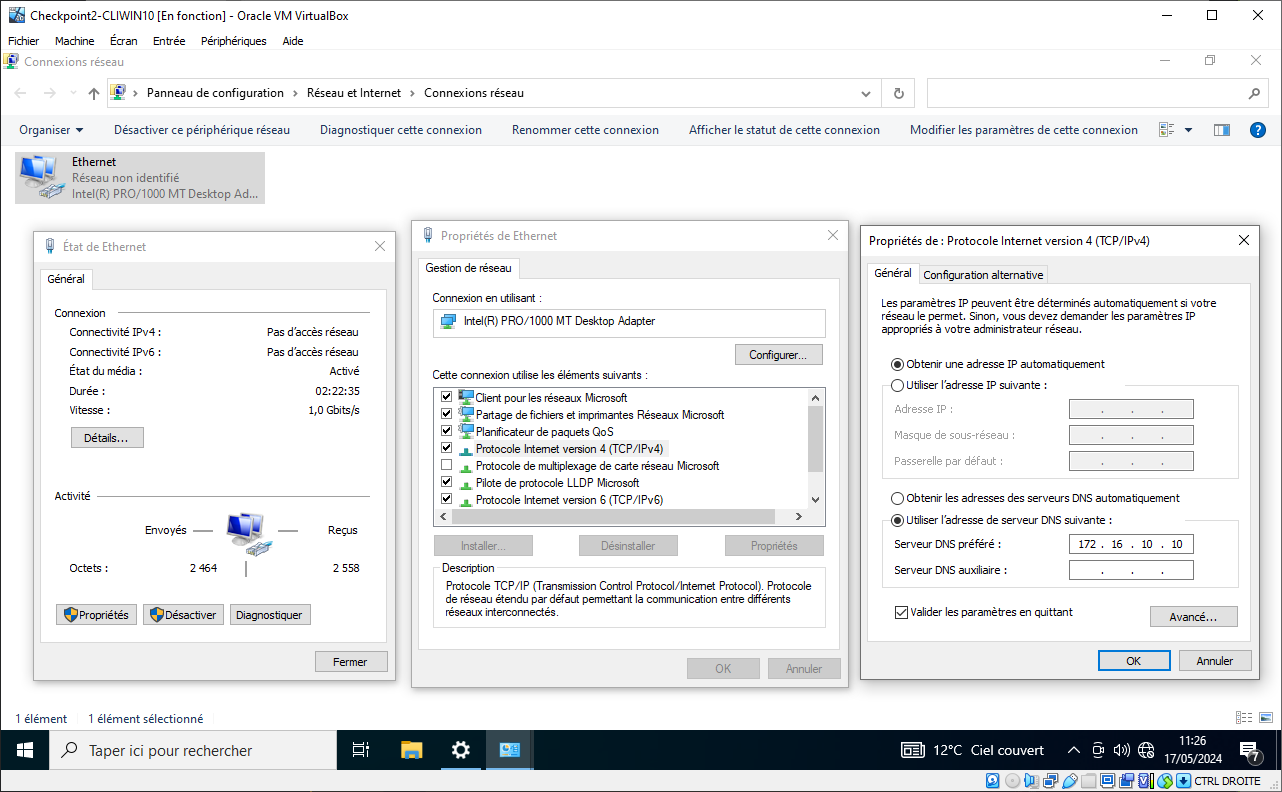 Checkpoint2-CLIWIN10 [En fonction] - Oracle VM VirtualBox
Fichier Machine Écran Entrée Périphériques Aide
Connexions réseau
Panneau de configuration > Réseau et Internet > Connexions réseau
Organiser Désactiver ce périphérique réseau Diagnostiquer cette connexion Renommer cette connexion Afficher le statut de cette connexion Modifier les paramètres de cette connexion
Ethernet
Réseau non identifié
Intel(R) PRO/1000 MT Desktop Ad...
État de Ethernet
Général
Connexion
Connectivité IPv4 : Pas d'accès réseau
Connectivité IPv6 : Pas d'accès réseau
État du média : Activé
Durée : 02:22:35
Vitesse : 1,0 Gbits/s
Détails...
Activité
Envoyés Reçus
Octets : 2 464 2 558
Propriétés Désactiver Diagnostiquer
Fermer
Propriétés de Ethernet
Gestion de réseau
Connexion en utilisant :
Intel(R) PRO/1000 MT Desktop Adapter
Configurer...
Cette connexion utilise les éléments suivants :
Client pour les réseaux Microsoft
Partage de fichiers et imprimantes Réseaux Microsoft
Planificateur de paquets QoS
Protocole Internet version 4 (TCP/IPv4)
Protocole de multiplexage de carte réseau Microsoft
Pilote de protocole LLDP Microsoft
Protocole Internet version 6 (TCP/IPv6)
Installer... Désinstaller Propriétés
Description
Protocole TCP/IP (Transmission Control Protocol/Internet Protocol). Protocole
de réseau étendu par défaut permettant la communication entre différents
réseaux interconnectés.
OK Annuler
Propriétés de : Protocole Internet version 4 (TCP/IPv4)
Général Configuration alternative
Les paramètres IP peuvent être déterminés automatiquement si votre
réseau le permet. Sinon, vous devez demander les paramètres IP
appropriés à votre administrateur réseau.
Obtenir une adresse IP automatiquement
Utiliser l'adresse IP suivante :
Adresse IP : . . .
Masque de sous-réseau : . . .
Passerelle par défaut : . . .
Obtenir les adresses des serveurs DNS automatiquement
Utiliser l'adresse de serveur DNS suivante :
Serveur DNS préféré : 172 . 16 . 10 . 10
Serveur DNS auxiliaire : . . .
Valider les paramètres en quittant
Avancé...
OK Annuler
1 élément 1 élément sélectionné
Taper ici pour rechercher
12°C Ciel couvert
11:26
17/05/2024
7
CTRL DROITE